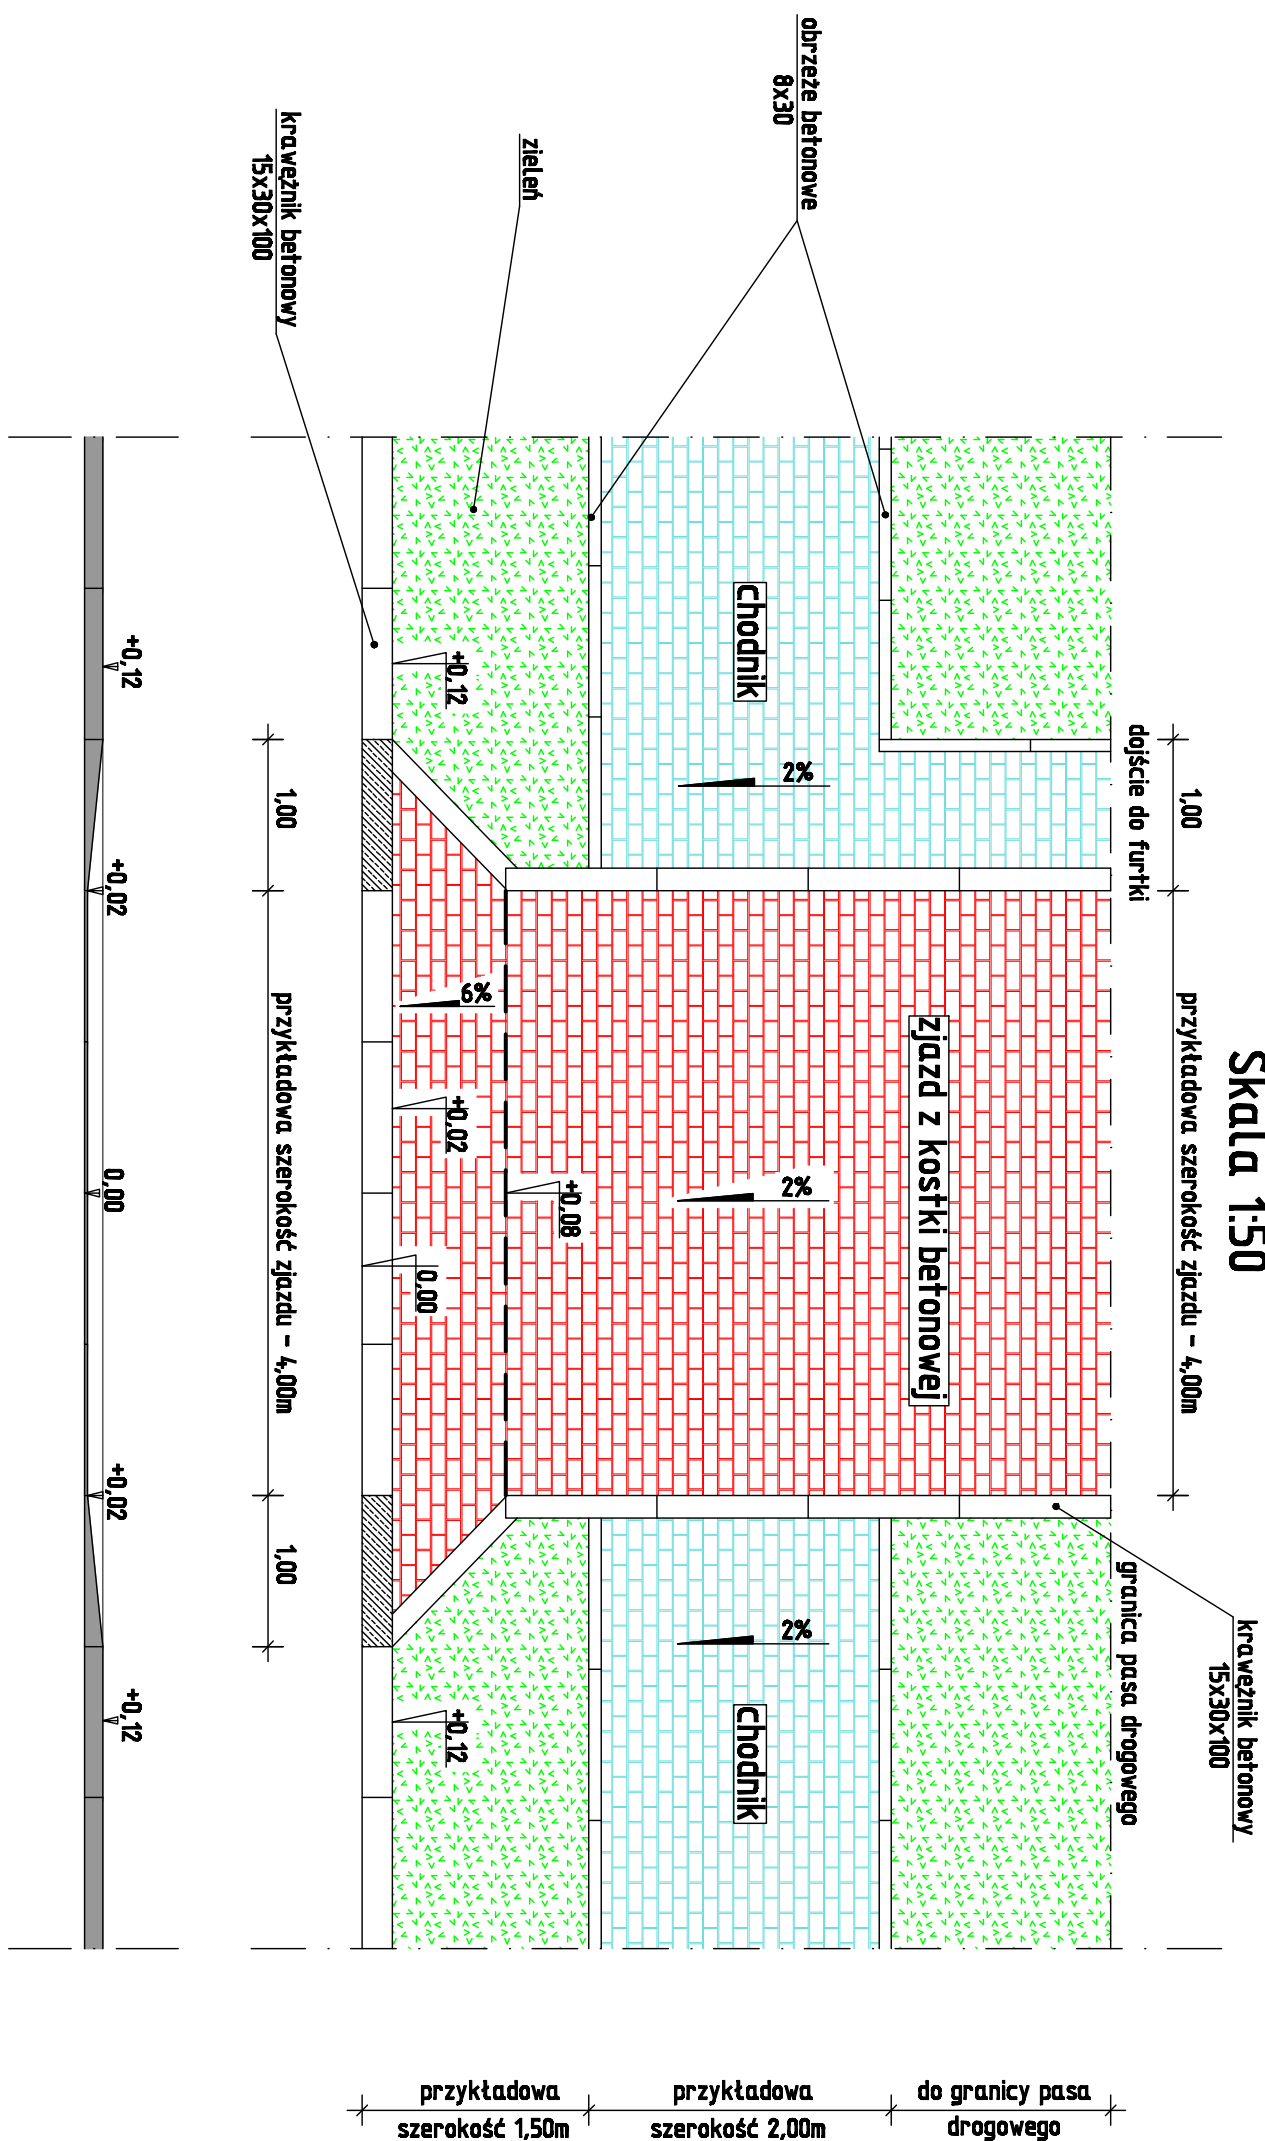 Skala 1:50
obrzeże betonowe
8x30
zieleń
krawężnik betonowy
15x30x100
krawężnik betonowy
15x30x100
1,00
przykładowa szerokość zjazdu - 4,00m
dojście do furtki
granica pasa drogowego
zjazd z kostki betonowej
chodnik
2%
2%
2%
chodnik
+0,08
6%
+0,12
+0,02
0,00
+0,12
1,00
przykładowa szerokość zjazdu - 4,00m
1,00
+0,12
+0,02
0,00
+0,02
+0,12
do granicy pasa
drogowego
przykładowa
szerokość 2,00m
przykładowa
szerokość 1,50m